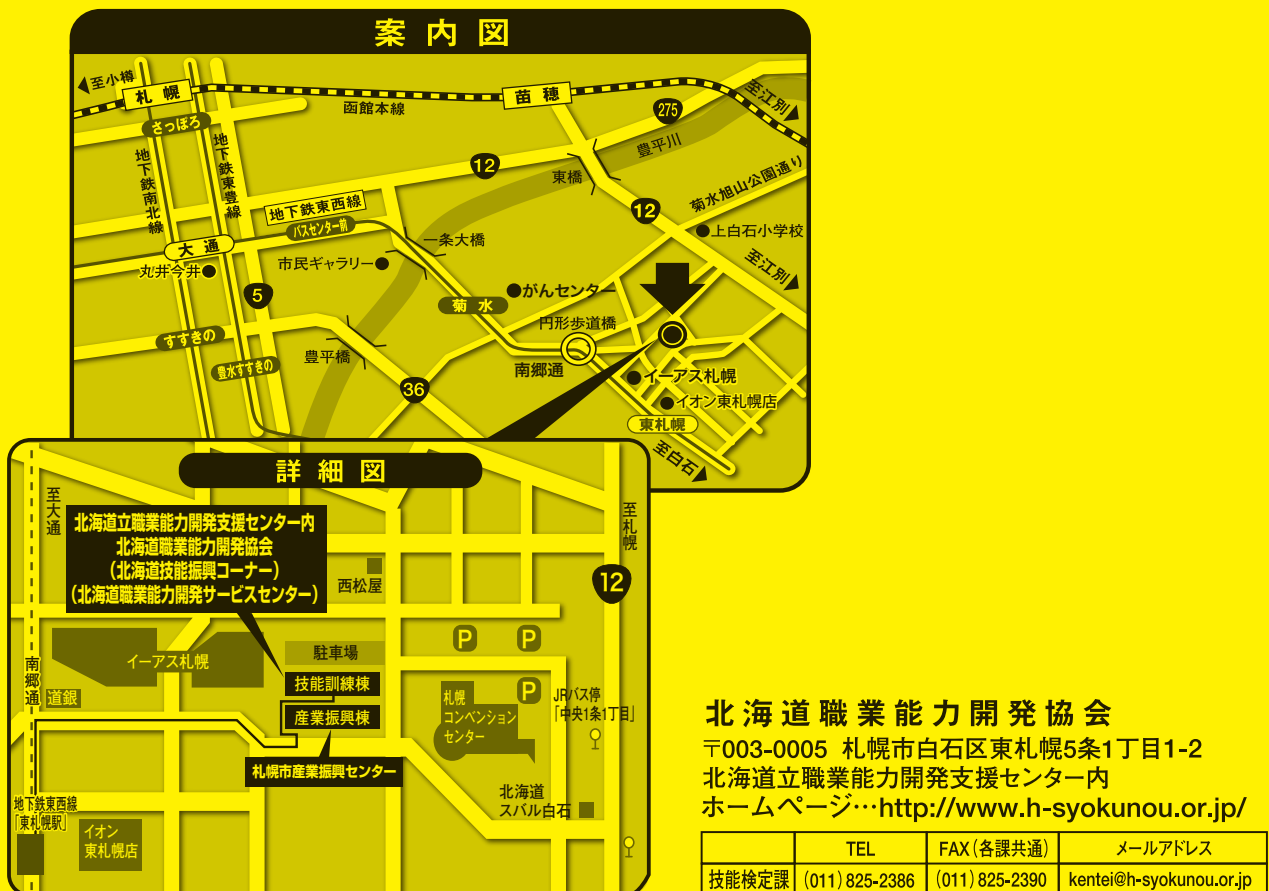 案内図
至小樽
札幌
函館本線
苗穂
275
至江別
さっぽろ
地下鉄南北線
地下鉄東豊線
豊平川
12
東橋
菊水旭山公園通り
12
地下鉄東西線
バスセンター前
大通
丸井今井
市民ギャラリー
一条大橋
上白石小学校
至江別
5
菊水
がんセンター
円形歩道橋
すすきの
豊水すすきの
豊平橋
36
南郷通
イーアス札幌
イオン東札幌店
東札幌
至白石
詳細図
至大通
至札幌
北海道立職業能力開発支援センター内
北海道職業能力開発協会
(北海道技能振興コーナー)
(北海道職業能力開発サービスセンター)
西松屋
12
イーアス札幌
駐車場
P
P
P
南郷通
道銀
技能訓練棟
産業振興棟
札幌
コンベンション
センター
JRバス停
「中央1条1丁目」
札幌市産業振興センター
北海道
スバル白石
地下鉄東西線
「東札幌駅」
イオン
東札幌店
北海道職業能力開発協会
〒003-0005 札幌市白石区東札幌5条1丁目1-2
北海道立職業能力開発支援センター内
ホームページ…http://www.h-syokunou.or.jp/
TEL FAX(各課共通) メールアドレス
技能検定課 (011)825-2386 (011)825-2390 kentei@h-syokunou.or.jp